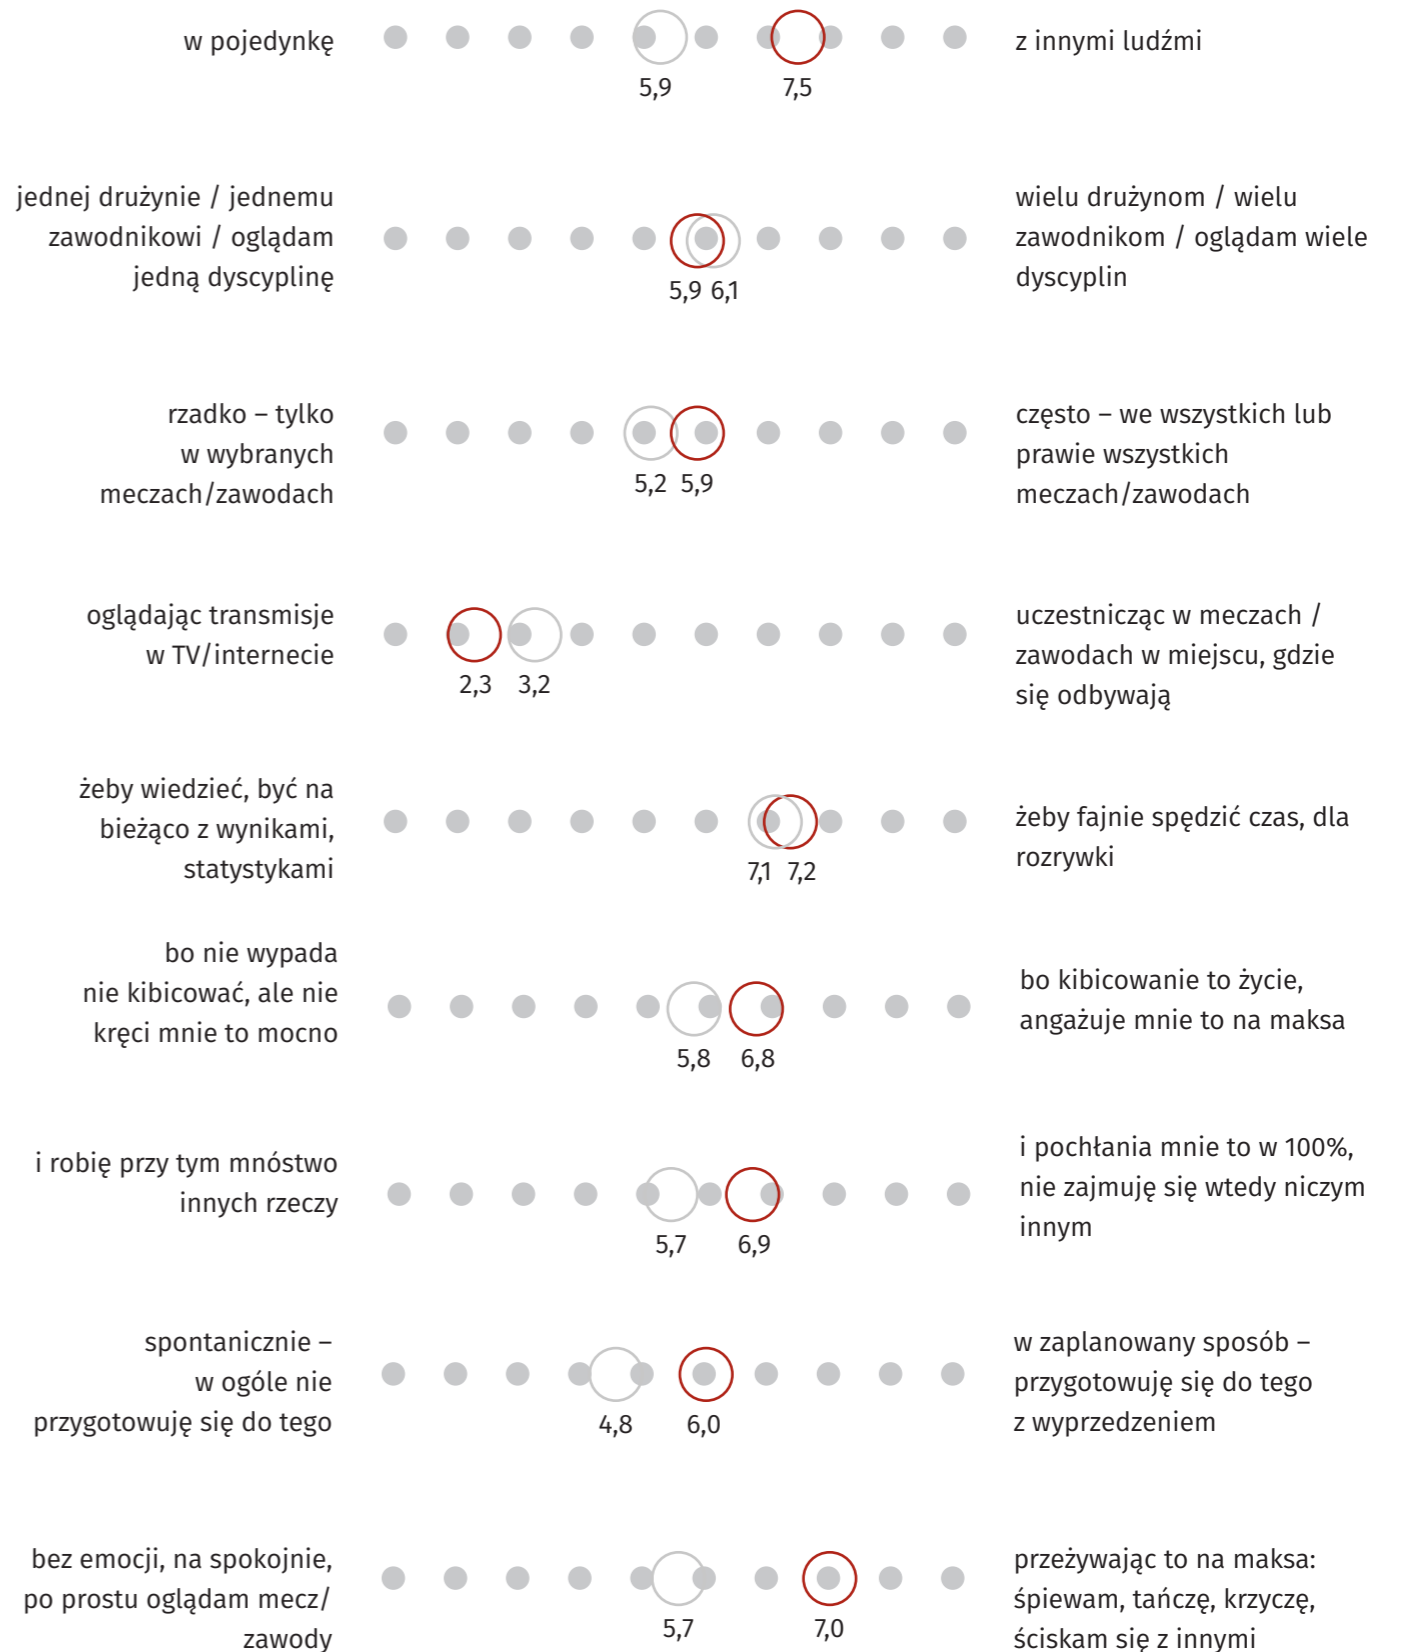 w pojedynkę
z innymi ludźmi
5,9
7,5
jednej drużynie / jednemu
zawodnikowi / oglądam
jedną dyscyplinę
wielu drużynom / wielu
zawodnikom / oglądam wiele
dyscyplin
5,9 6,1
rzadko – tylko
w wybranych
meczach/zawodach
często – we wszystkich lub
prawie wszystkich
meczach/zawodach
5,2 5,9
oglądając transmisje
w TV/internecie
uczestnicząc w meczach /
zawodach w miejscu, gdzie
się odbywają
2,3 3,2
żeby wiedzieć, być na
bieżąco z wynikami,
statystykami
żeby fajnie spędzić czas, dla
rozrywki
7,1 7,2
bo nie wypada
nie kibicować, ale nie
kręci mnie to mocno
bo kibicowanie to życie,
angażuje mnie to na maksa
5,8 6,8
i robię przy tym mnóstwo
innych rzeczy
i pochłania mnie to w 100%,
nie zajmuję się wtedy niczym
innym
5,7 6,9
spontanicznie –
w ogóle nie
przygotowuję się do tego
w zaplanowany sposób –
przygotowuję się do tego
z wyprzedzeniem
4,8 6,0
bez emocji, na spokojnie,
po prostu oglądam mecz/
zawody
przeżywając to na maksa:
śpiewam, tańczę, krzyczę,
ściskam się z innymi
5,7 7,0